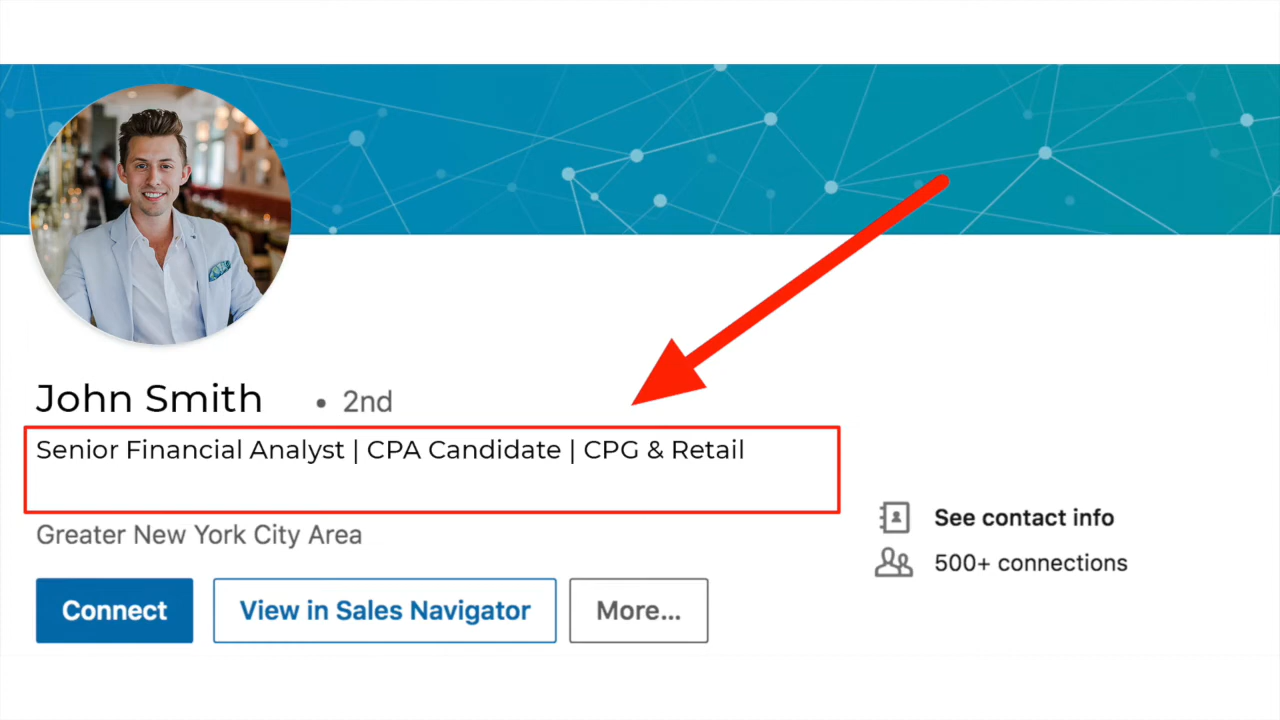 John Smith • 2nd
Senior Financial Analyst | CPA Candidate | CPG & Retail
Greater New York City Area
See contact info
500+ connections
Connect
View in Sales Navigator
More...